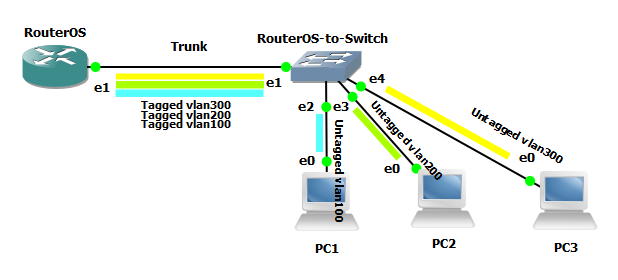 RouterOS
Trunk
RouterOS-to-Switch
e1
e1
Tagged vlan300
Tagged vlan200
Tagged vlan100
e2
e3
e4
Untagged vlan100
Untagged vlan200
Untagged vlan300
e0
e0
e0
PC1
PC2
PC3